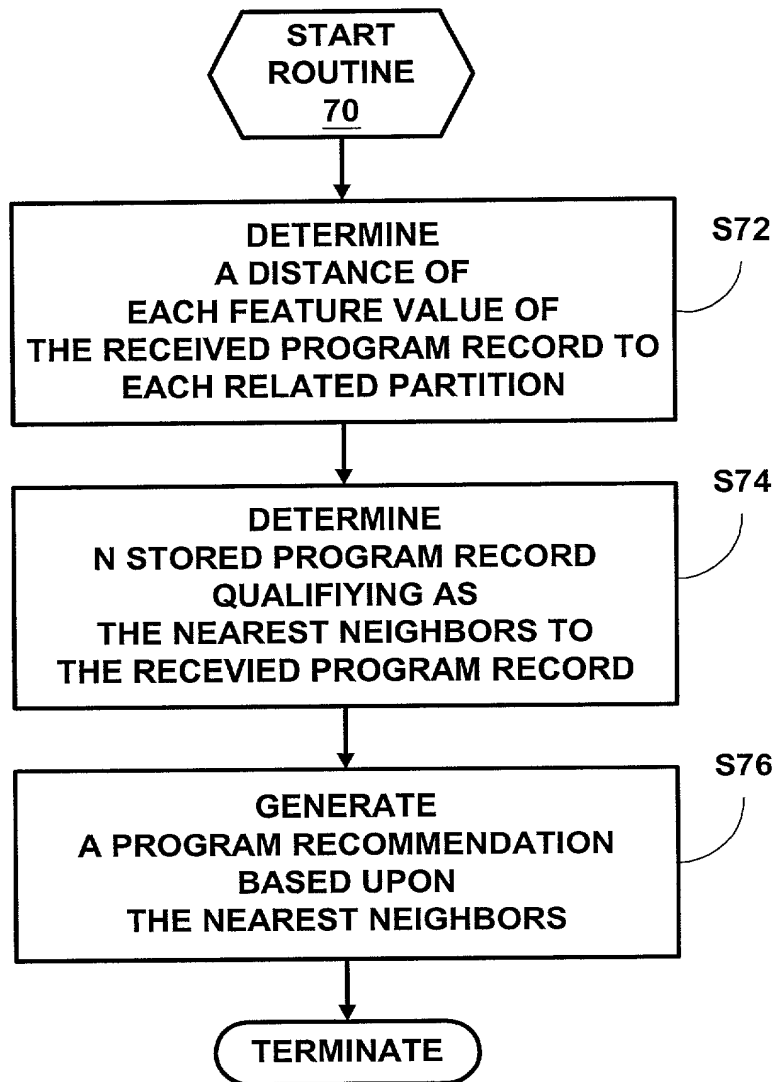 START
ROUTINE
70
DETERMINE
A DISTANCE OF
EACH FEATURE VALUE OF
THE RECEIVED PROGRAM RECORD TO
EACH RELATED PARTITION
S72
DETERMINE
N STORED PROGRAM RECORD
QUALIFIYING AS
THE NEAREST NEIGHBORS TO
THE RECEVIED PROGRAM RECORD
S74
GENERATE
A PROGRAM RECOMMENDATION
BASED UPON
THE NEAREST NEIGHBORS
S76
TERMINATE